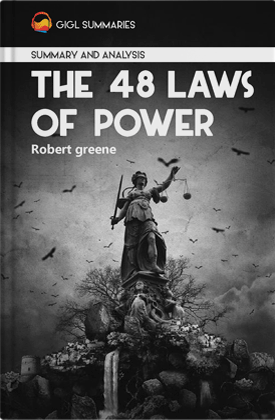 GIGL SUMMARIES
SUMMARY AND ANALYSIS
THE 48 LAWS
OF POWER
Robert greene